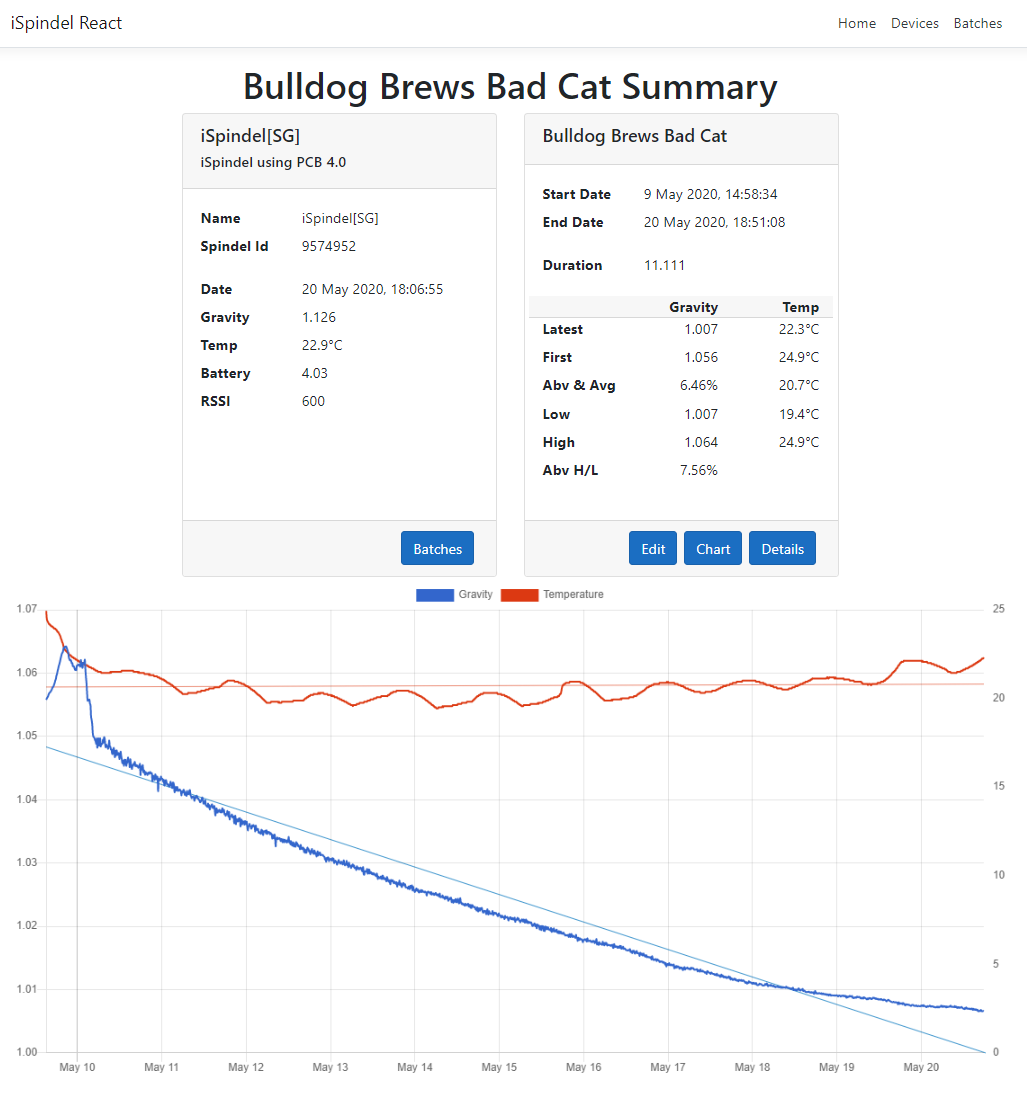 iSpindel React
Home Devices Batches
Bulldog Brews Bad Cat Summary
iSpindel[SG]
iSpindel using PCB 4.0
Name iSpindel[SG]
Spindel Id 9574952
Date 20 May 2020, 18:06:55
Gravity 1.126
Temp 22.9°C
Battery 4.03
RSSI 600
Batches
Bulldog Brews Bad Cat
Start Date 9 May 2020, 14:58:34
End Date 20 May 2020, 18:51:08
Duration 11.111
Gravity Temp
Latest 1.007 22.3°C
First 1.056 24.9°C
Abv & Avg 6.46% 20.7°C
Low 1.007 19.4°C
High 1.064 24.9°C
Abv H/L 7.56%
Edit Chart Details
Gravity Temperature
1.07 25
1.06
20
1.05
15
1.04
1.03
10
1.02
5
1.01
1.00 0
May 10 May 11 May 12 May 13 May 14 May 15 May 16 May 17 May 18 May 19 May 20